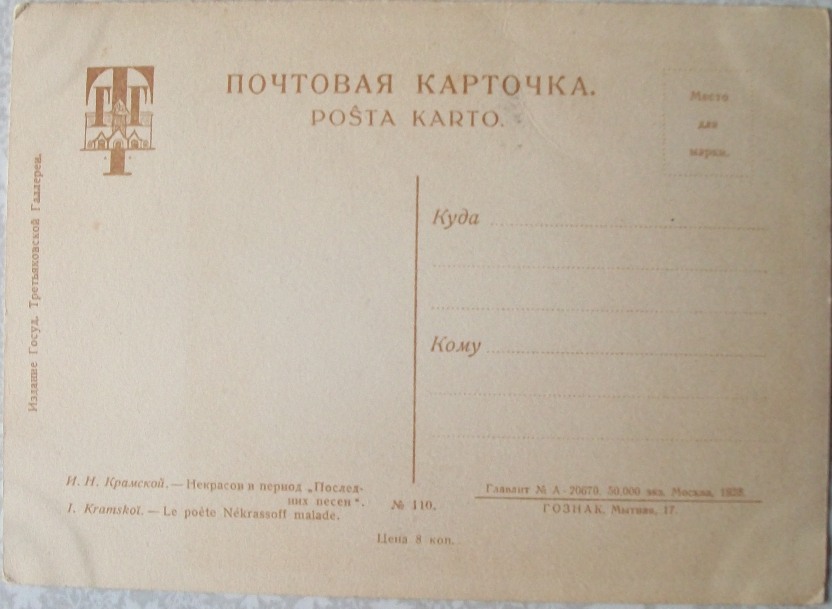 ПОЧТОВАЯ КАРТОЧКА.
POŜTA KARTO.
Место
для
марки.
ТГГ
Издание Госуд. Третьяковской Галлереи.
Куда
Кому
И. Н. Крамской. — Некрасов в период „Послед-
них песен“.
I. Kramskoï. — Le poète Nékrassoff malade.
№ 110.
Главлит № А-20670. 50.000 экз. Москва,
ГОЗНАК, Мытная, 17.
Цена 8 коп.